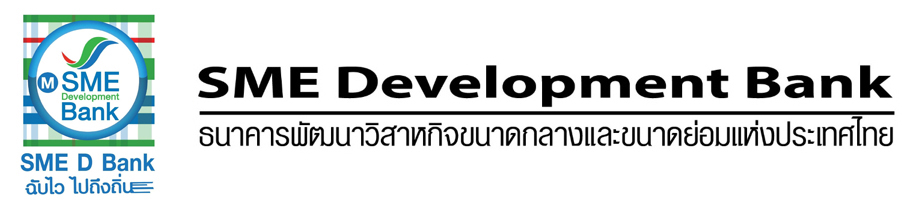 M SME
Development
Bank
SME D Bank
ฉับไว ไปถึงถิ่น
SME Development Bank
ธนาคารพัฒนาวิสาหกิจขนาดกลางและขนาดย่อมแห่งประเทศไทย